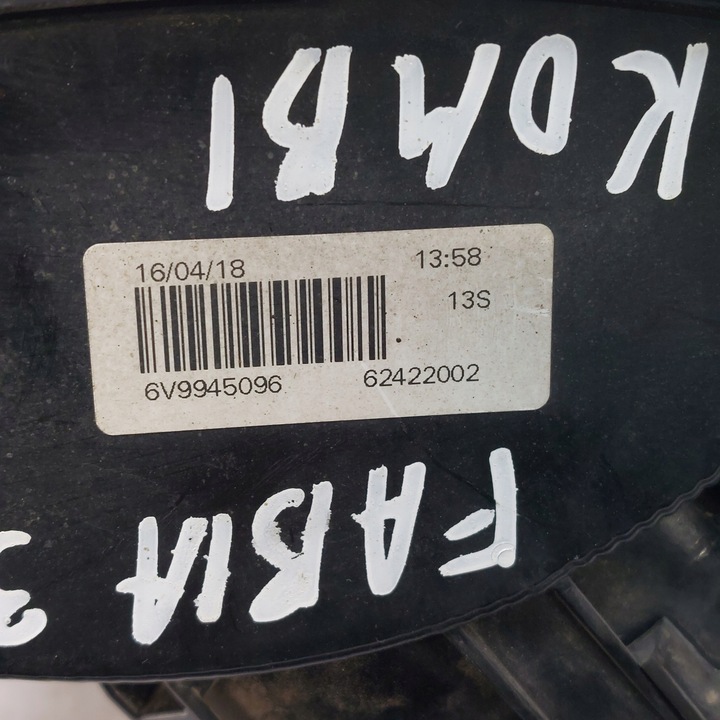 KOMBI
16/04/18 13:58
13S
6V9945096 62422002
FABIA 3